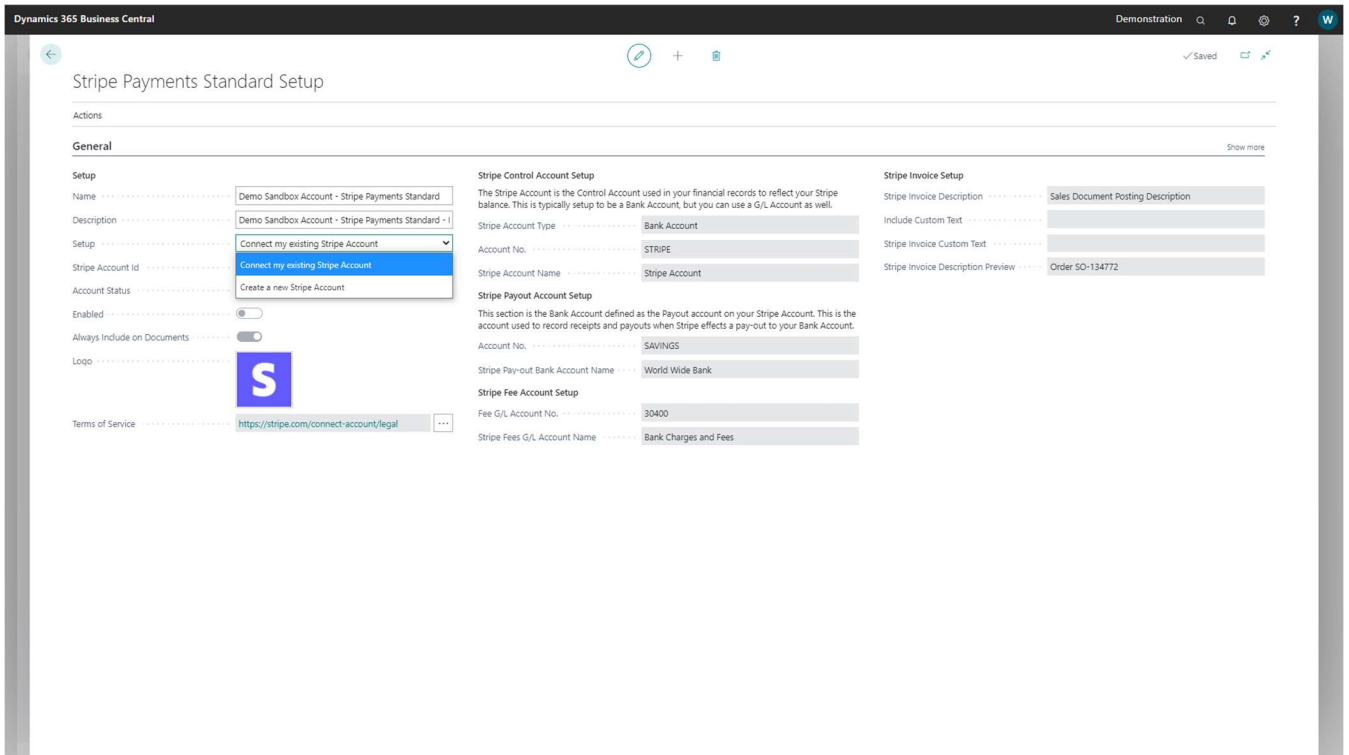 Dynamics 365 Business Central
Demonstration
?
W
Saved
Stripe Payments Standard Setup
Actions
General
Show more
Setup
Name
Demo Sandbox Account - Stripe Payments Standard
Description
Demo Sandbox Account - Stripe Payments Standard - I
Setup
Connect my existing Stripe Account
Connect my existing Stripe Account
Create a new Stripe Account
Stripe Account Id
Account Status
Enabled
Always Include on Documents
Logo
S
Terms of Service
https://stripe.com/connect-account/legal
...
Stripe Control Account Setup
The Stripe Account is the Control Account used in your financial records to reflect your Stripe
balance. This is typically setup to be a Bank Account, but you can use a G/L Account as well.
Stripe Account Type
Bank Account
Account No.
STRIPE
Stripe Account Name
Stripe Account
Stripe Payout Account Setup
This section is the Bank Account defined as the Payout account on your Stripe Account. This is the
account used to record receipts and payouts when Stripe effects a pay-out to your Bank Account.
Account No.
SAVINGS
Stripe Pay-out Bank Account Name
World Wide Bank
Stripe Fee Account Setup
Fee G/L Account No.
30400
Stripe Fees G/L Account Name
Bank Charges and Fees
Stripe Invoice Setup
Stripe Invoice Description
Sales Document Posting Description
Include Custom Text
Stripe Invoice Custom Text
Stripe Invoice Description Preview
Order SO-134772